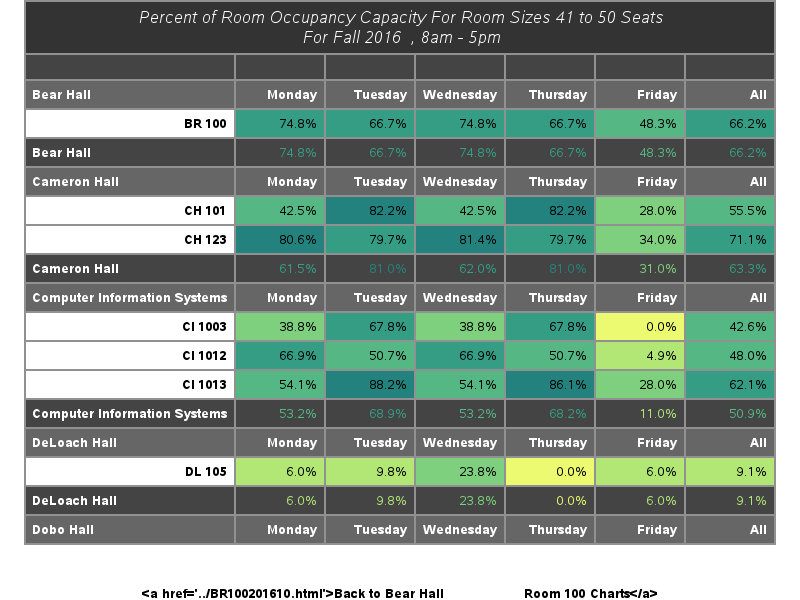 Percent of Room Occupancy Capacity For Room Sizes 41 to 50 Seats
For Fall 2016 , 8am - 5pm
Bear Hall Monday Tuesday Wednesday Thursday Friday All
BR 100 74.8% 66.7% 74.8% 66.7% 48.3% 66.2%
Bear Hall 74.8% 66.7% 74.8% 66.7% 48.3% 66.2%
Cameron Hall Monday Tuesday Wednesday Thursday Friday All
CH 101 42.5% 82.2% 42.5% 82.2% 28.0% 55.5%
CH 123 80.6% 79.7% 81.4% 79.7% 34.0% 71.1%
Cameron Hall 61.5% 81.0% 62.0% 81.0% 31.0% 63.3%
Computer Information Systems Monday Tuesday Wednesday Thursday Friday All
CI 1003 38.8% 67.8% 38.8% 67.8% 0.0% 42.6%
CI 1012 66.9% 50.7% 66.9% 50.7% 4.9% 48.0%
CI 1013 54.1% 88.2% 54.1% 86.1% 28.0% 62.1%
Computer Information Systems 53.2% 68.9% 53.2% 68.2% 11.0% 50.9%
DeLoach Hall Monday Tuesday Wednesday Thursday Friday All
DL 105 6.0% 9.8% 23.8% 0.0% 6.0% 9.1%
DeLoach Hall 6.0% 9.8% 23.8% 0.0% 6.0% 9.1%
Dobo Hall Monday Tuesday Wednesday Thursday Friday All
<a href='../BR100201610.html'>Back to Bear Hall Room 100 Charts</a>